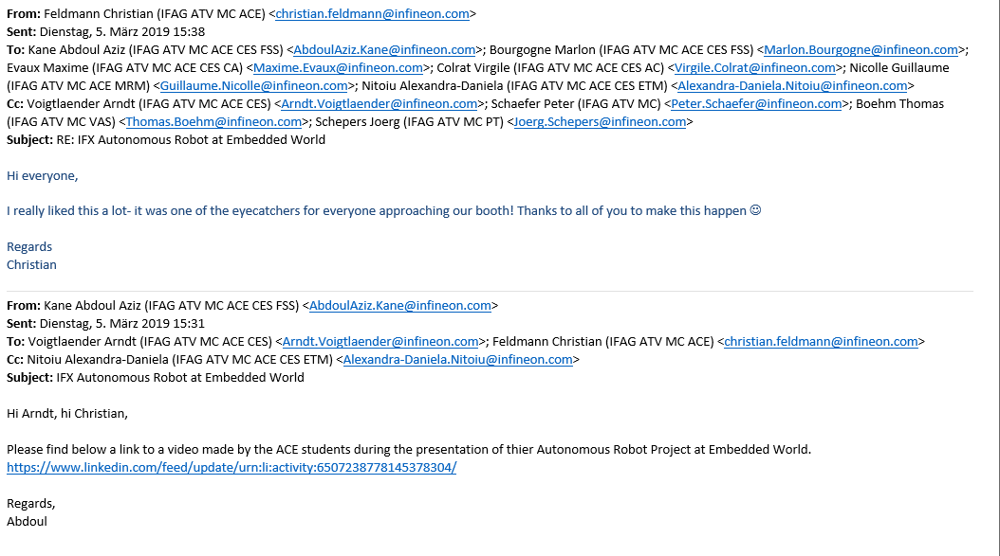 From: Feldmann Christian (IFAG ATV MC ACE) <christian.feldmann@infineon.com>
Sent: Dienstag, 5. März 2019 15:38
To: Kane Abdoul Aziz (IFAG ATV MC ACE CES FSS) <AbdoulAziz.Kane@infineon.com>; Bourgogne Marlon (IFAG ATV MC ACE CES FSS) <Marlon.Bourgogne@infineon.com>;
Evaux Maxime (IFAG ATV MC ACE CES CA) <Maxime.Evaux@infineon.com>; Colrat Virgile (IFAG ATV MC ACE CES AC) <Virgile.Colrat@infineon.com>; Nicolle Guillaume
(IFAG ATV MC ACE MRM) <Guillaume.Nicolle@infineon.com>; Nitoiu Alexandra-Daniela (IFAG ATV MC ACE CES ETM) <Alexandra-Daniela.Nitoiu@infineon.com>
Cc: Voigtlaender Arndt (IFAG ATV MC ACE CES) <Arndt.Voigtlaender@infineon.com>; Schaefer Peter (IFAG ATV MC) <Peter.Schaefer@infineon.com>; Boehm Thomas
(IFAG ATV MC VAS) <Thomas.Boehm@infineon.com>; Schepers Joerg (IFAG ATV MC PT) <Joerg.Schepers@infineon.com>
Subject: RE: IFX Autonomous Robot at Embedded World
Hi everyone,
I really liked this a lot- it was one of the eyecatchers for everyone approaching our booth! Thanks to all of you to make this happen ☺
Regards
Christian
From: Kane Abdoul Aziz (IFAG ATV MC ACE CES FSS) <AbdoulAziz.Kane@infineon.com>
Sent: Dienstag, 5. März 2019 15:31
To: Voigtlaender Arndt (IFAG ATV MC ACE CES) <Arndt.Voigtlaender@infineon.com>; Feldmann Christian (IFAG ATV MC ACE) <christian.feldmann@infineon.com>
Cc: Nitoiu Alexandra-Daniela (IFAG ATV MC ACE CES ETM) <Alexandra-Daniela.Nitoiu@infineon.com>
Subject: IFX Autonomous Robot at Embedded World
Hi Arndt, hi Christian,
Please find below a link to a video made by the ACE students during the presentation of thier Autonomous Robot Project at Embedded World.
https://www.linkedin.com/feed/update/urn:li:activity:6507238778145378304/
Regards,
Abdoul